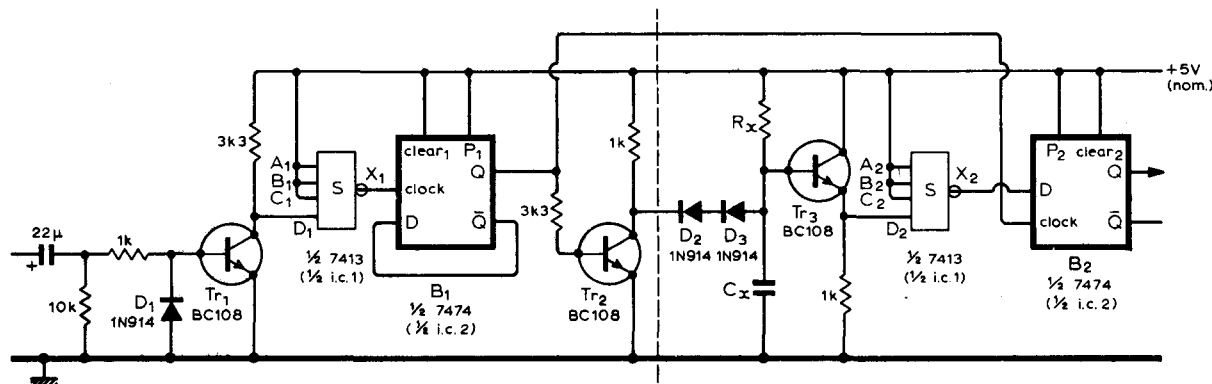 +5V
(nom.)
3k3
A1
B1
C1
D1
S
X1
½ 7413
(½ i.c.1)
clear1
P1
clock
D
Q
Q̄
B1
½ 7474
(½ i.c.2)
3k3
1k
22μ
+
1k
10k
D1
1N914
Tr1
BC108
Tr2
BC108
D2
1N914
D3
1N914
Rx
Cx
Tr3
BC108
1k
A2
B2
C2
D2
S
X2
½ 7413
(½ i.c.1)
P2
clear2
Q
D
clock
Q̄
B2
½ 7474
(½ i.c.2)